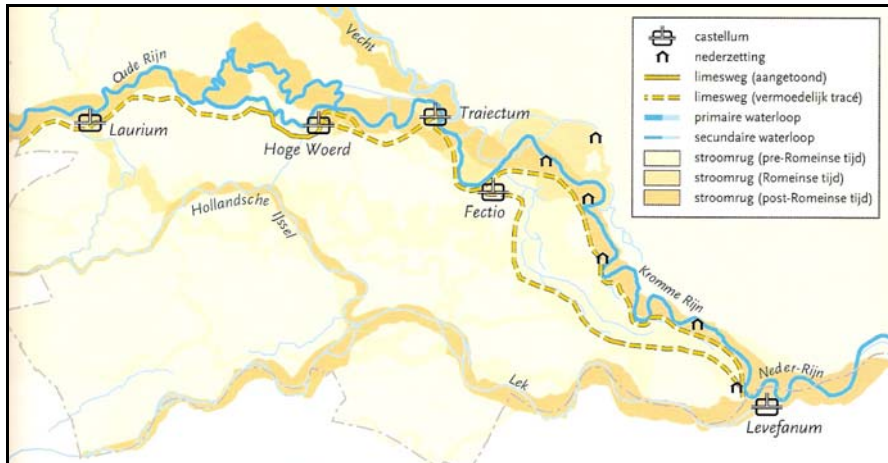 Oude Rijn
Vecht
Laurium
Hoge Woerd
Traiectum
Fectio
Hollandsche
IJssel
Kromme Rijn
Lek
Neder-Rijn
Levefanum
castellum
nederzetting
limesweg (aangetoond)
limesweg (vermoedelijk tracé)
primaire waterloop
secundaire waterloop
stroomrug (pre-Romeinse tijd)
stroomrug (Romeinse tijd)
stroomrug (post-Romeinse tijd)